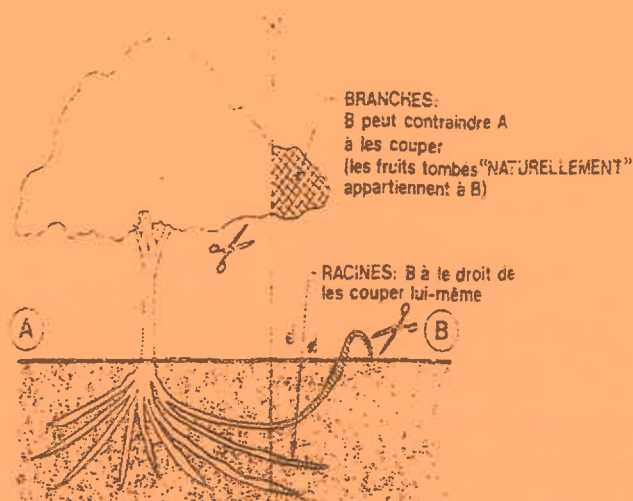 BRANCHES:
B peut contraindre A
à les couper
(les fruits tombés "NATURELLEMENT"
appartiennent à B)
RACINES: B à le droit de
les couper lui-même
A
B